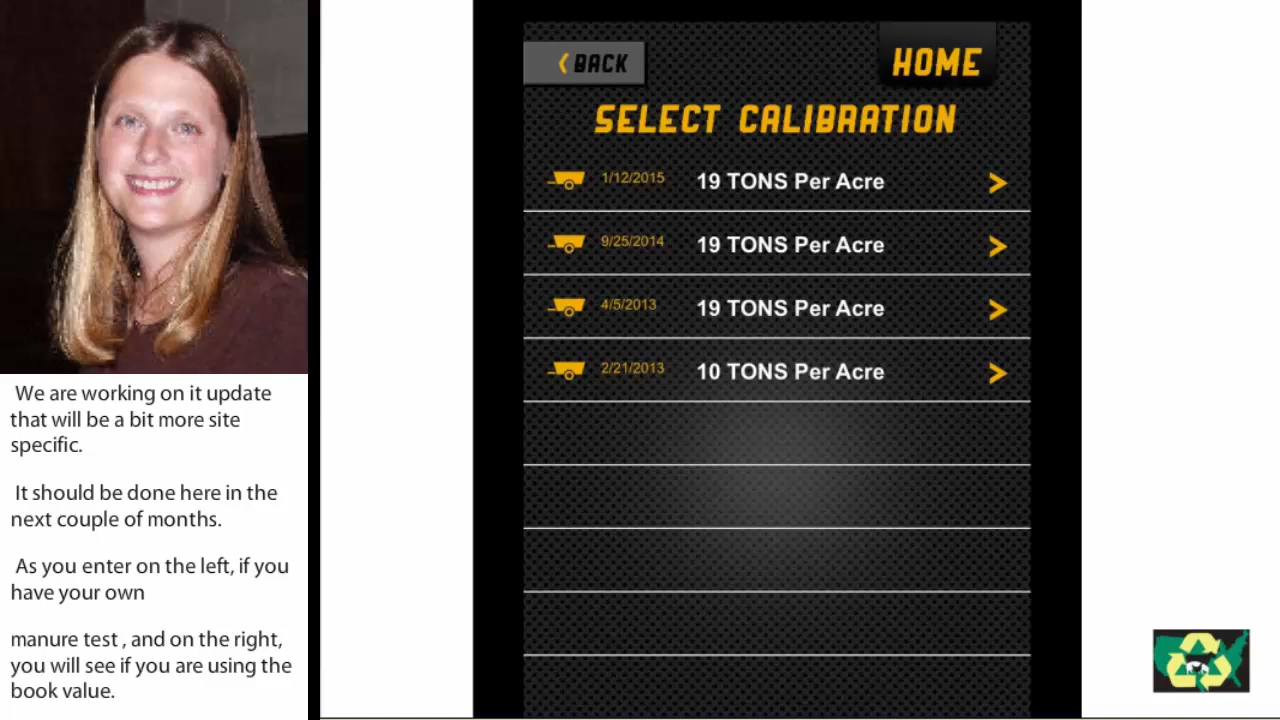 We are working on it update
that will be a bit more site
specific.
It should be done here in the
next couple of months.
As you enter on the left, if you
have your own
manure test , and on the right,
you will see if you are using the
book value.
BACK
HOME
SELECT CALIBRATION
1/12/2015 19 TONS Per Acre
9/25/2014 19 TONS Per Acre
4/5/2013 19 TONS Per Acre
2/21/2013 10 TONS Per Acre